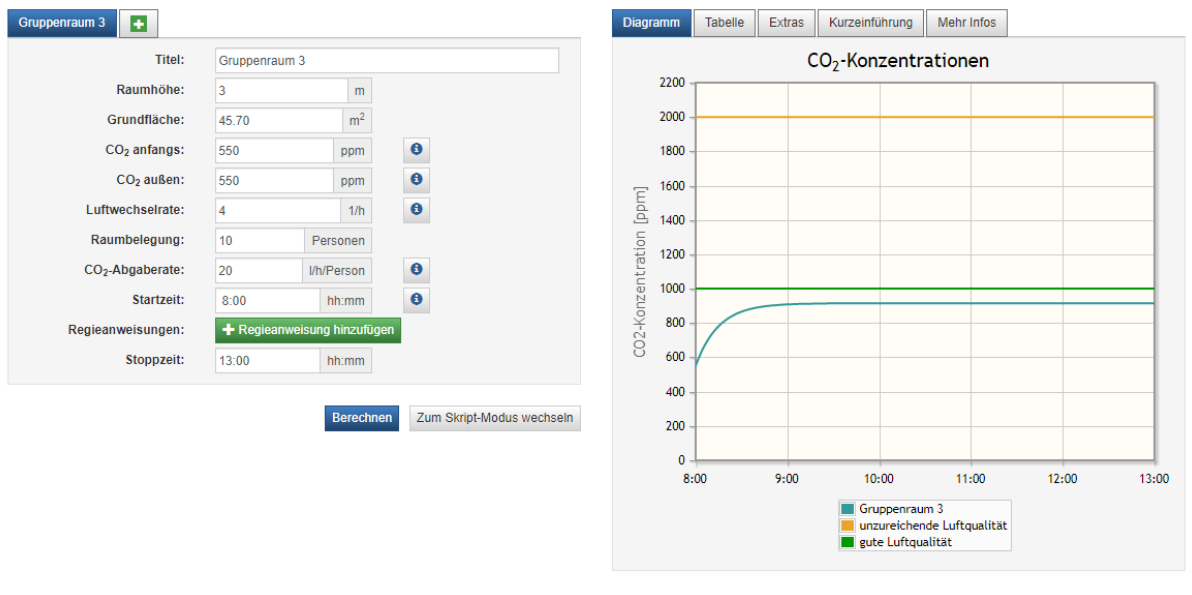 Gruppenraum 3
Titel: Gruppenraum 3
Raumhöhe: 3 m
Grundfläche: 45.70 m²
CO₂ anfangs: 550 ppm
CO₂ außen: 550 ppm
Luftwechselrate: 4 1/h
Raumbelegung: 10 Personen
CO₂-Abgaberate: 20 l/h/Person
Startzeit: 8:00 hh:mm
Regieanweisungen: Regieanweisung hinzufügen
Stoppzeit: 13:00 hh:mm
Berechnen Zum Skript-Modus wechseln
Diagramm Tabelle Extras Kurzeinführung Mehr Infos
CO₂-Konzentrationen
CO2-Konzentration [ppm]
2200
2000
1800
1600
1400
1200
1000
800
600
400
200
0
8:00 9:00 10:00 11:00 12:00 13:00
Gruppenraum 3
unzureichende Luftqualität
gute Luftqualität